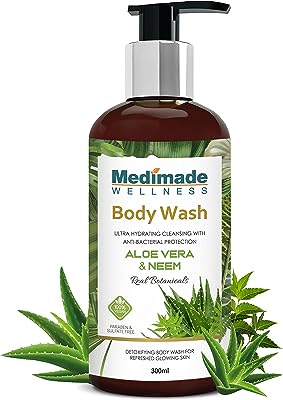 Medimade
WELLNESS
Body Wash
ULTRA HYDRATING CLEANSING WITH
ANTI-BACTERIAL PROTECTION
ALOE VERA
& NEEM
Real Botanicals
PARABEN &
SULFATE FREE
DETOXIFYING BODY WASH FOR
REFRESHED GLOWING SKIN
300ml